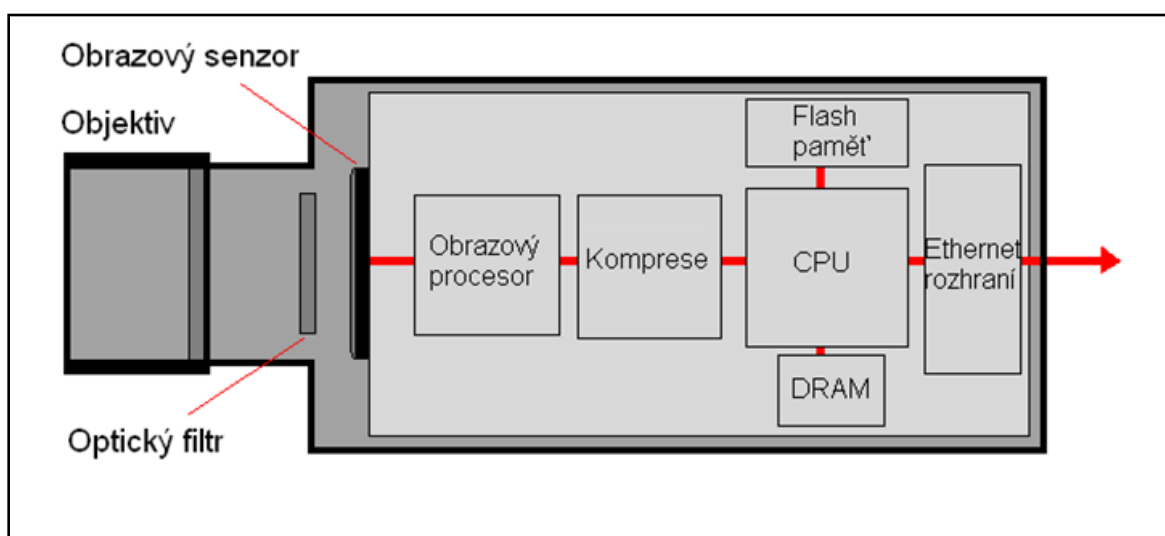 Obrazový senzor
Objektiv
Flash
paměť
Obrazový
procesor
Komprese
CPU
Ethernet
rozhraní
DRAM
Optický filtr